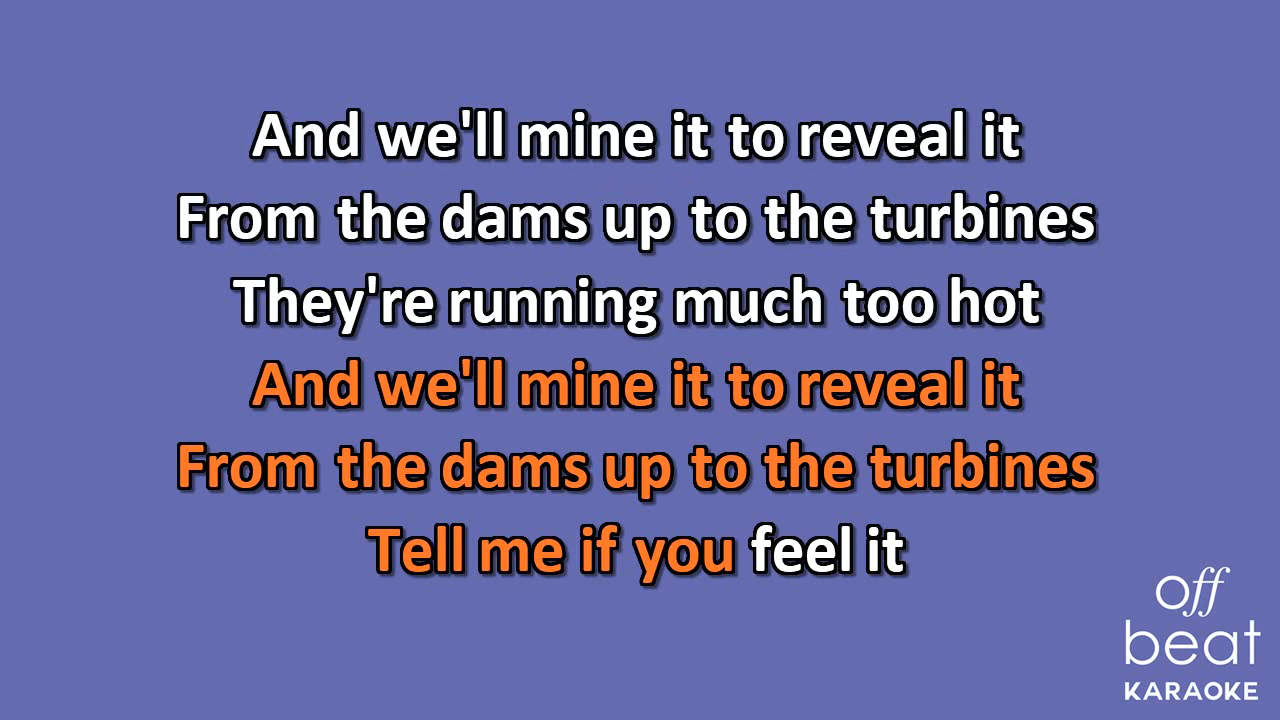 And we'll mine it to reveal it
From the dams up to the turbines
They're running much too hot
And we'll mine it to reveal it
From the dams up to the turbines
Tell me if you feel it
off
beat
KARAOKE